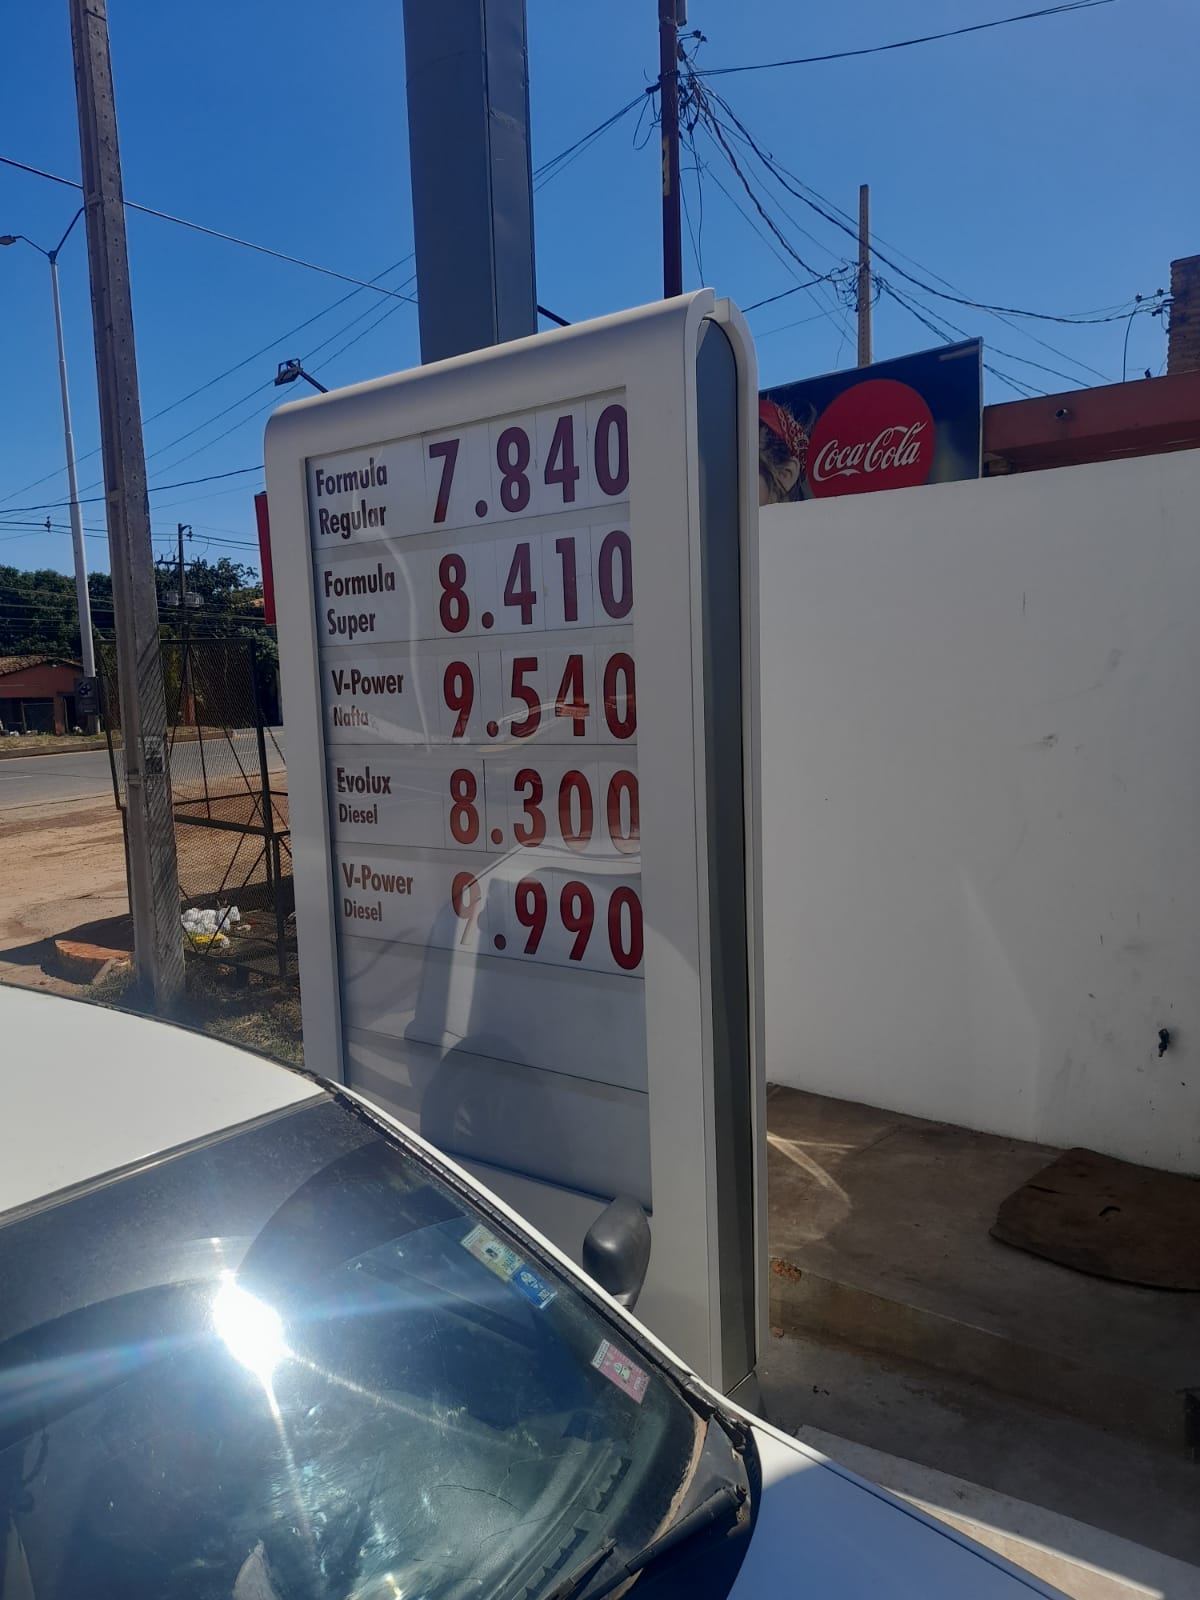 Formula
Regular
7.840
Formula
Super
8.410
V-Power
Nafta
9.540
Evolux
Diesel
8.300
V-Power
Diesel
9.990
Coca-Cola